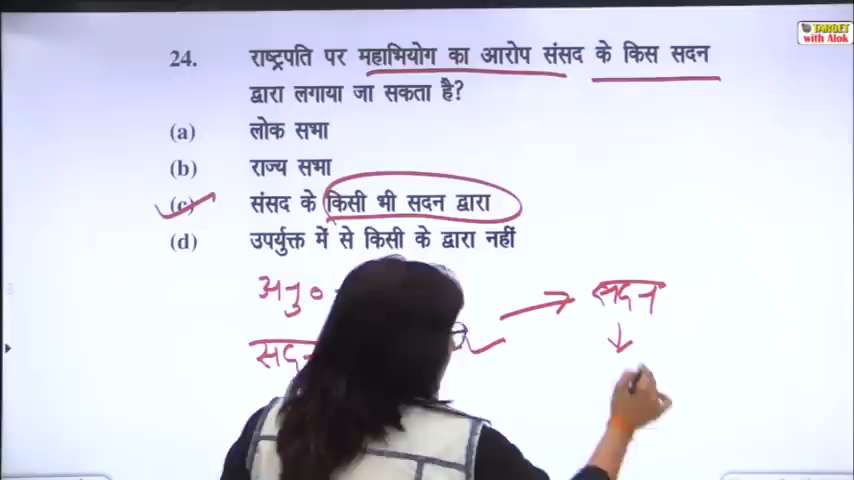 TARGET
with Alok
24. राष्ट्रपति पर महाभियोग का आरोप संसद के किस सदन
द्वारा लगाया जा सकता है?
(a) लोक सभा
(b) राज्य सभा
(c) संसद के किसी भी सदन द्वारा
(d) उपर्युक्त में से किसी के द्वारा नहीं
अनु०
सदन
सदन